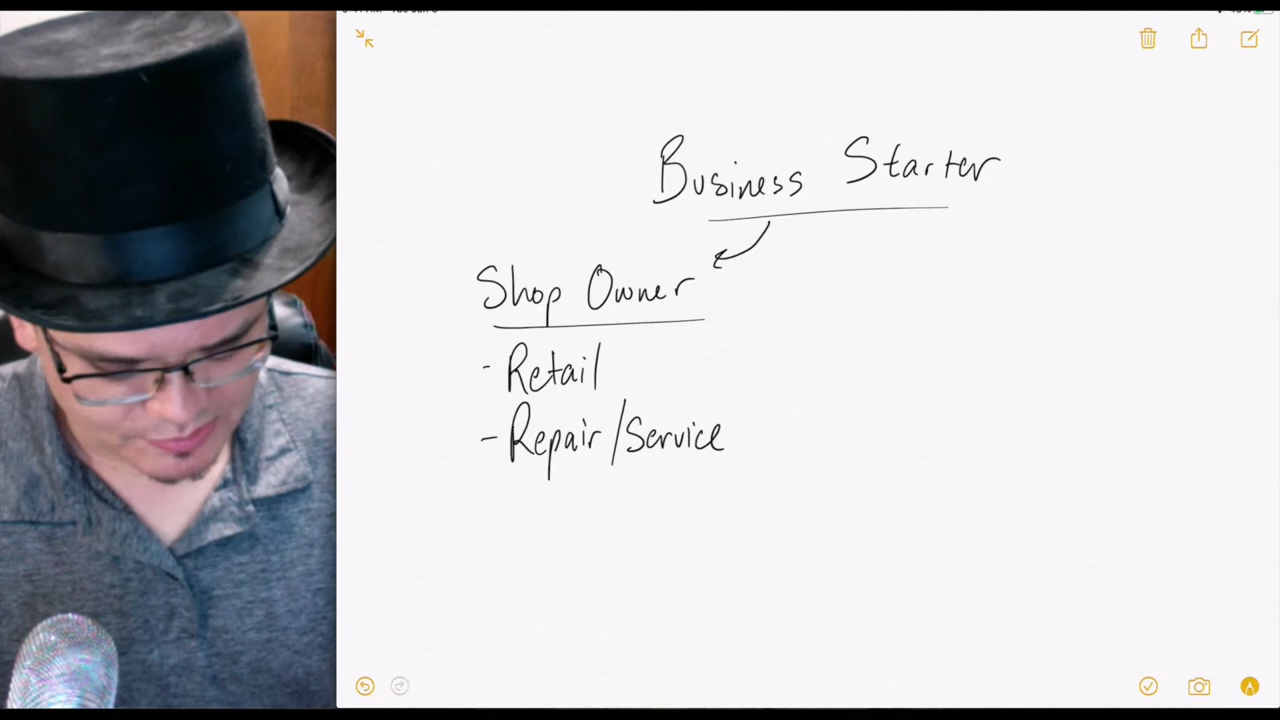 Business Starter
Shop Owner
- Retail
- Repair/Service